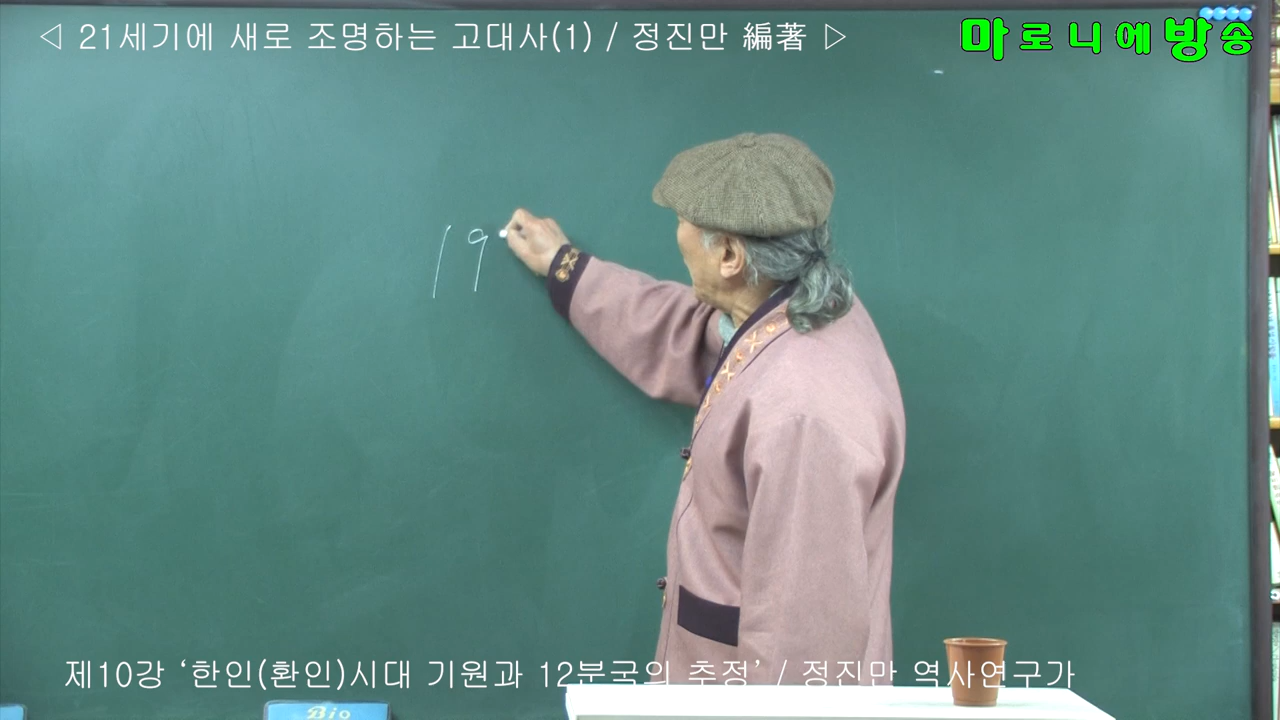 ◁ 21세기에 새로 조명하는 고대사(1) / 정진만 編著 ▷
마로니에방송
19
제10강 ‘한인(환인)시대 기원과 12분국의 추정’ / 정진만 역사연구가
Bio